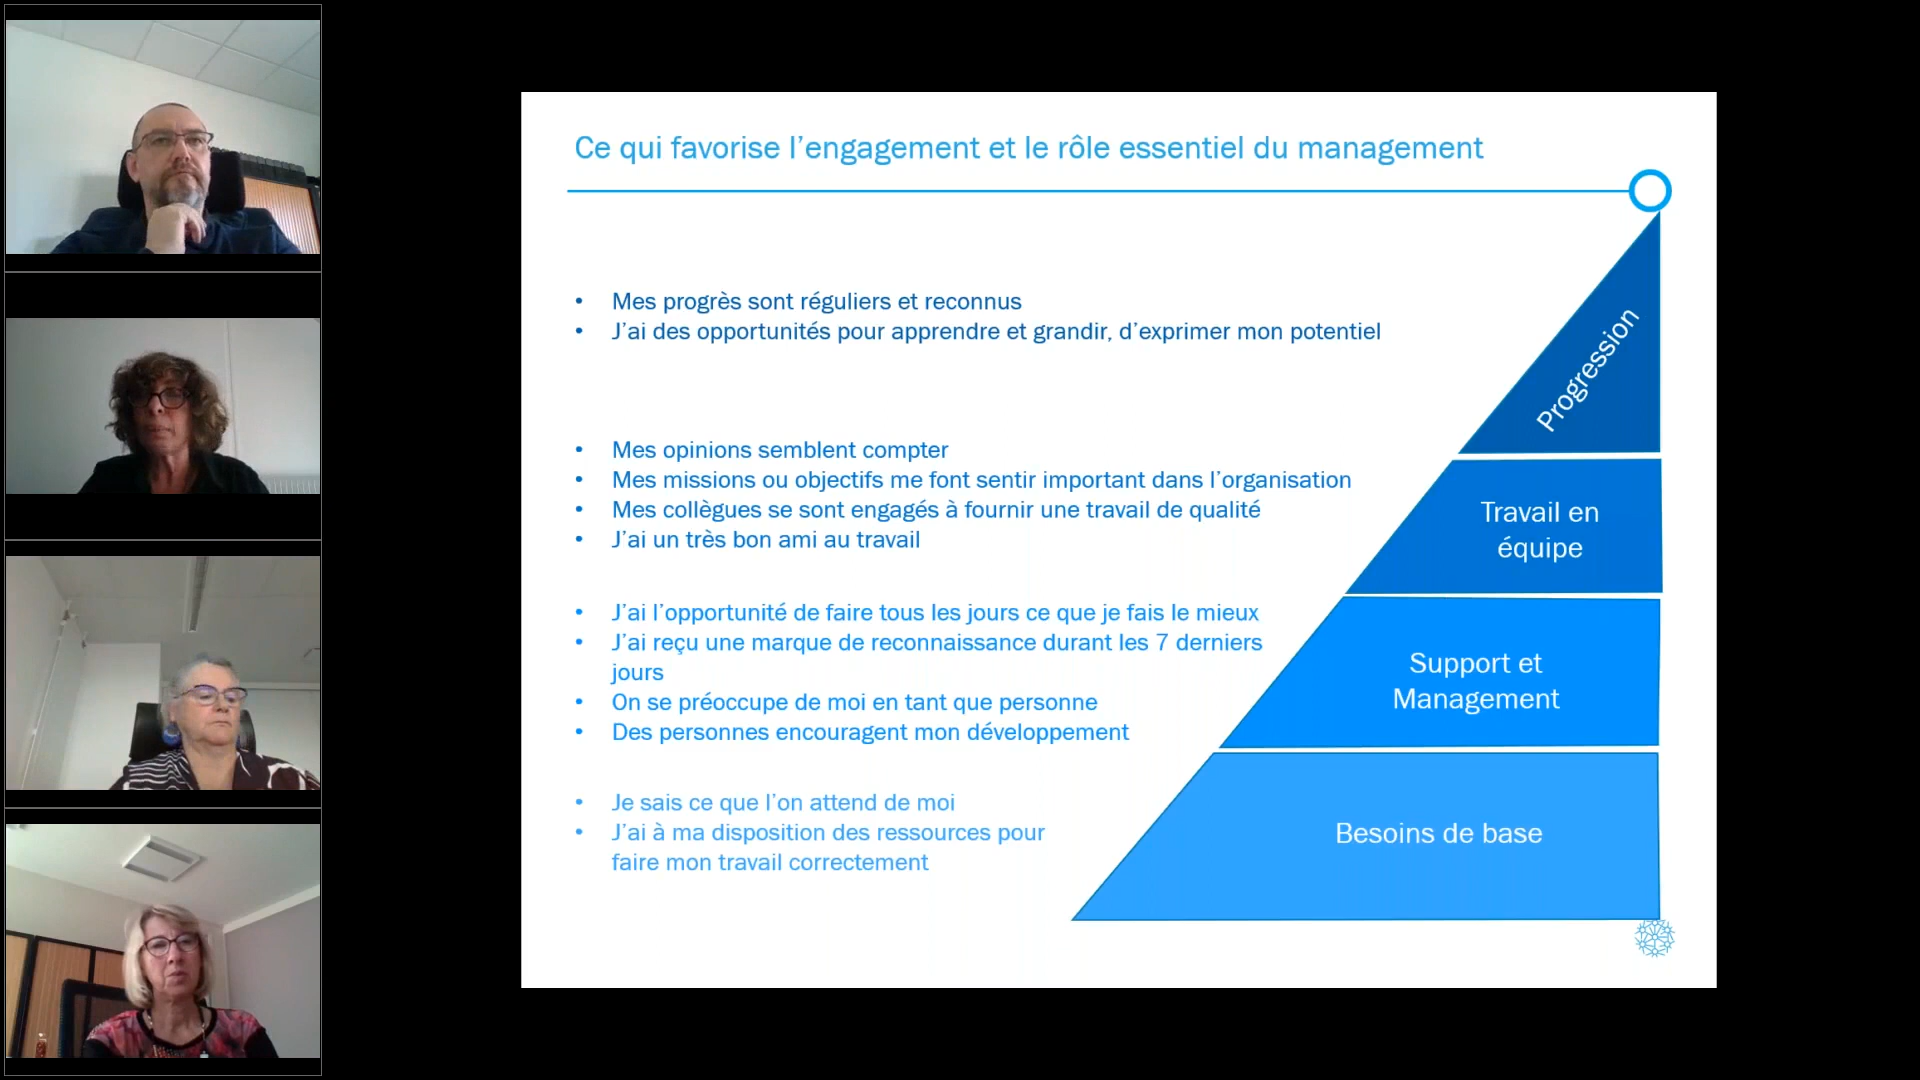 Ce qui favorise l’engagement et le rôle essentiel du management
• Mes progrès sont réguliers et reconnus
• J’ai des opportunités pour apprendre et grandir, d’exprimer mon potentiel
Progression
• Mes opinions semblent compter
• Mes missions ou objectifs me font sentir important dans l’organisation
• Mes collègues se sont engagés à fournir une travail de qualité
• J’ai un très bon ami au travail
Travail en
équipe
• J’ai l’opportunité de faire tous les jours ce que je fais le mieux
• J’ai reçu une marque de reconnaissance durant les 7 derniers
jours
• On se préoccupe de moi en tant que personne
• Des personnes encouragent mon développement
Support et
Management
• Je sais ce que l’on attend de moi
• J’ai à ma disposition des ressources pour
faire mon travail correctement
Besoins de base